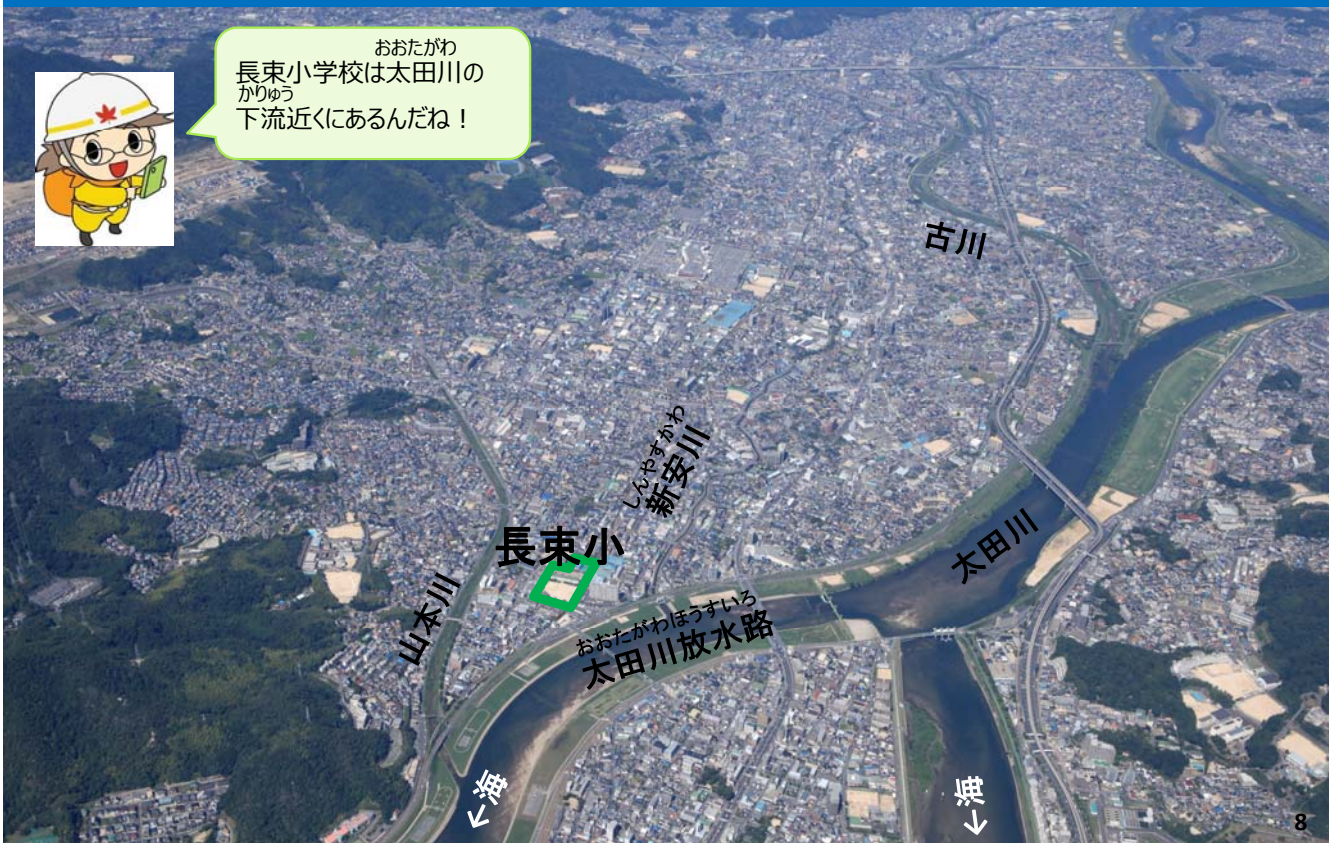 おおたがわ
長束小学校は太田川の
かりゅう
下流近くにあるんだね！
古川
しんやすかわ
新安川
長束小
山本川
太田川
おおたがわほうすいろ
太田川放水路
←海
←海
8